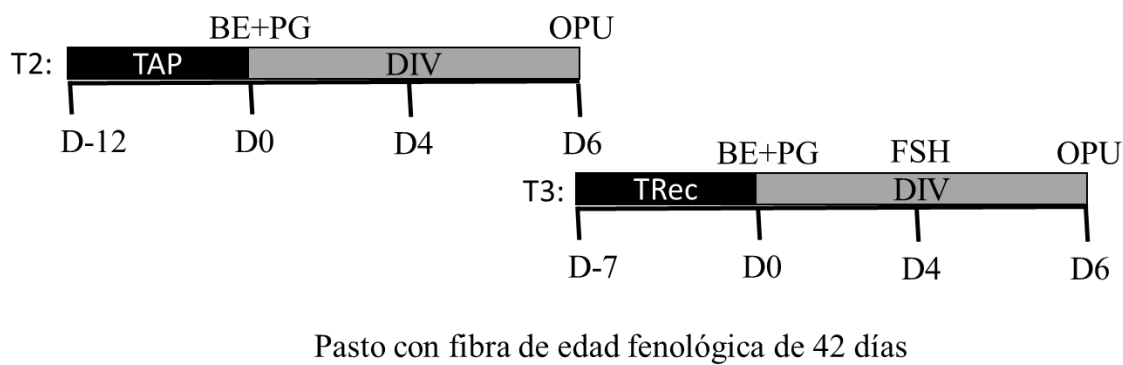 BE+PG OPU
T2: TAP DIV
D-12 D0 D4 D6
BE+PG FSH OPU
T3: TRec DIV
D-7 D0 D4 D6
Pasto con fibra de edad fenológica de 42 días